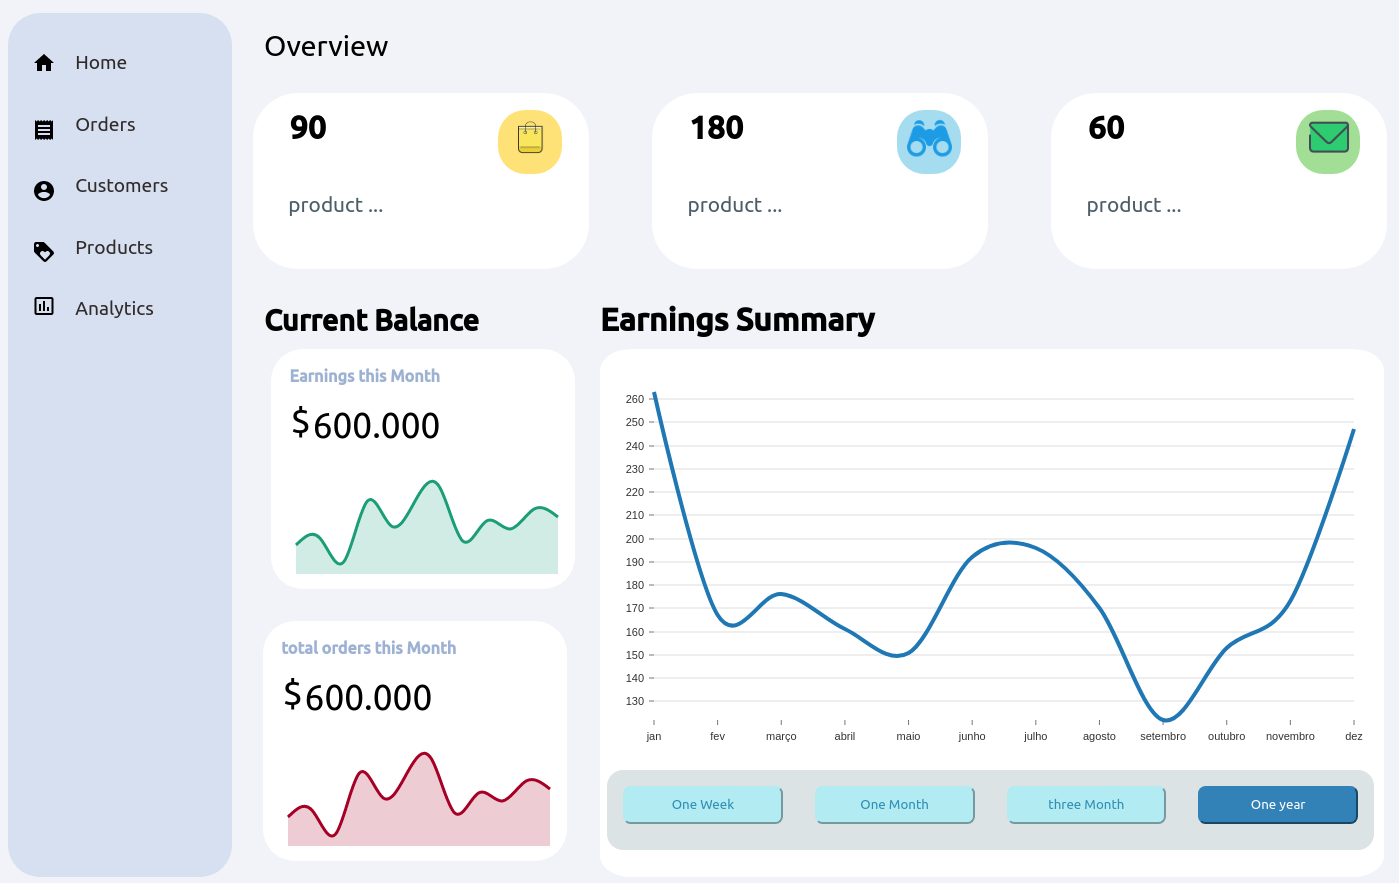 Home
Orders
Customers
Products
Analytics
Overview
90
product ...
180
product ...
60
product ...
Current Balance
Earnings this Month
$600.000
total orders this Month
$600.000
Earnings Summary
260
250
240
230
220
210
200
190
180
170
160
150
140
130
jan fev março abril maio junho julho agosto setembro outubro novembro dez
One Week One Month three Month One year